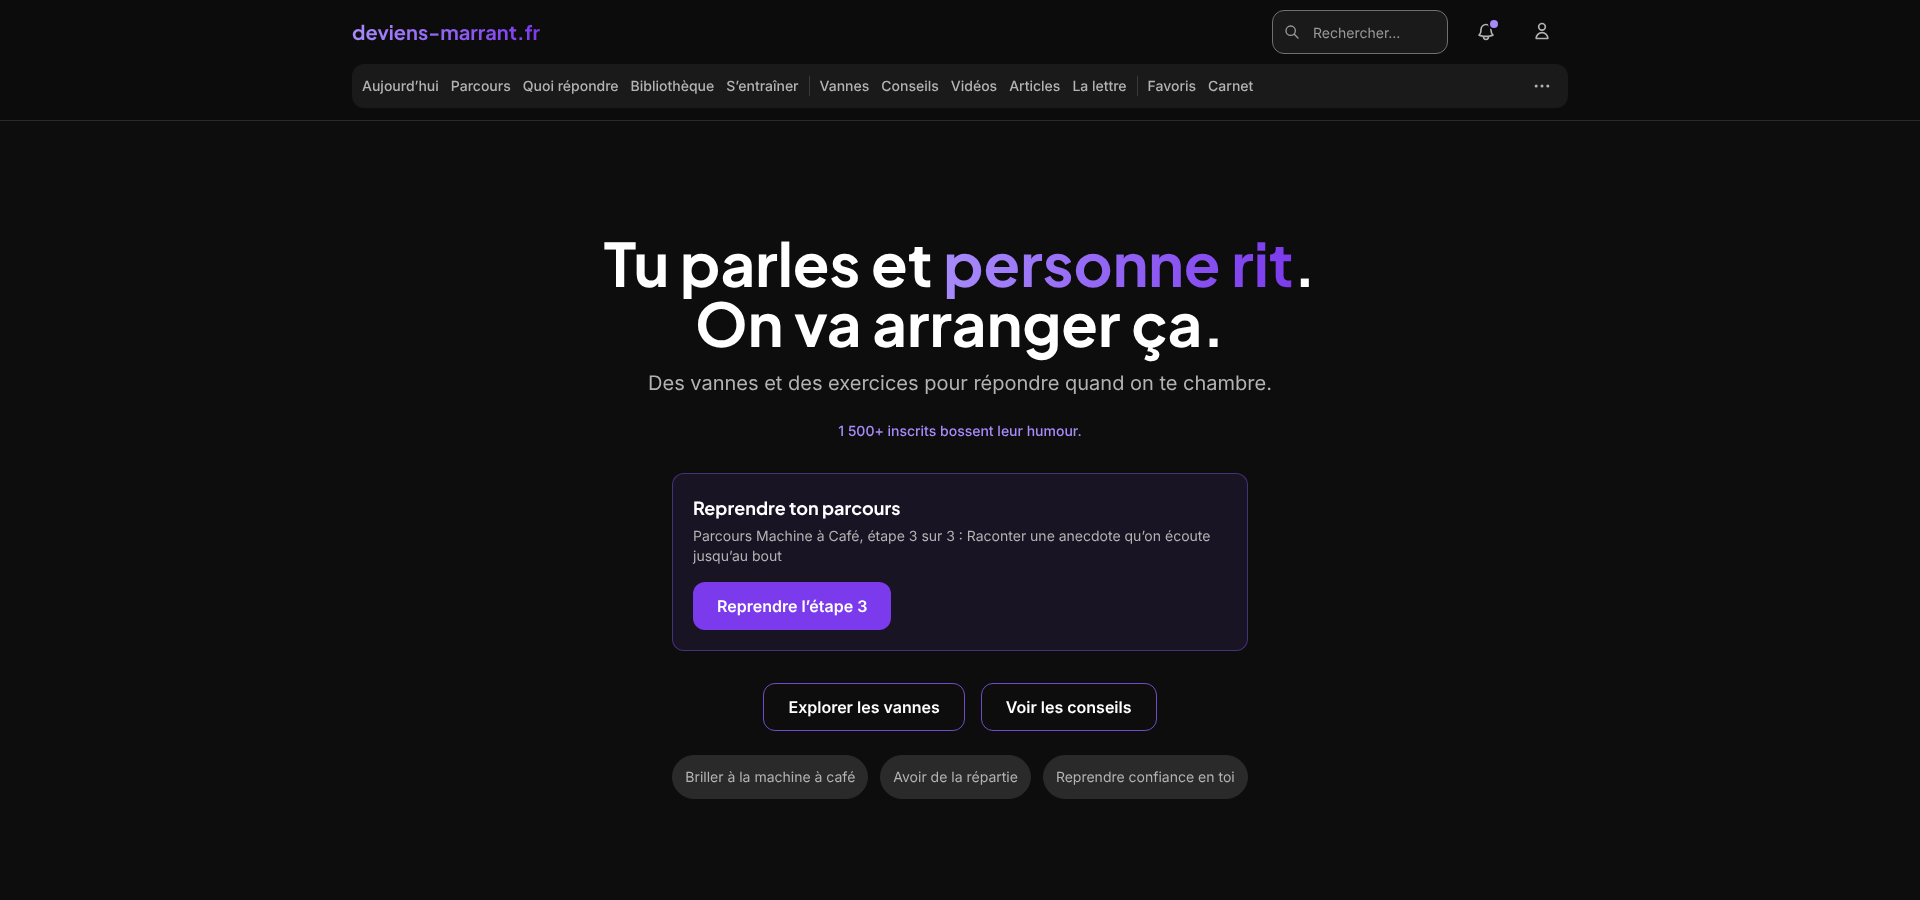 deviens-marrant.fr
Rechercher...
Aujourd’hui Parcours Quoi répondre Bibliothèque S’entraîner Vannes Conseils Vidéos Articles La lettre Favoris Carnet
Tu parles et personne rit.
On va arranger ça.
Des vannes et des exercices pour répondre quand on te chambre.
1 500+ inscrits bossent leur humour.
Reprendre ton parcours
Parcours Machine à Café, étape 3 sur 3 : Raconter une anecdote qu’on écoute
jusqu’au bout
Reprendre l’étape 3
Explorer les vannes Voir les conseils
Briller à la machine à café Avoir de la répartie Reprendre confiance en toi